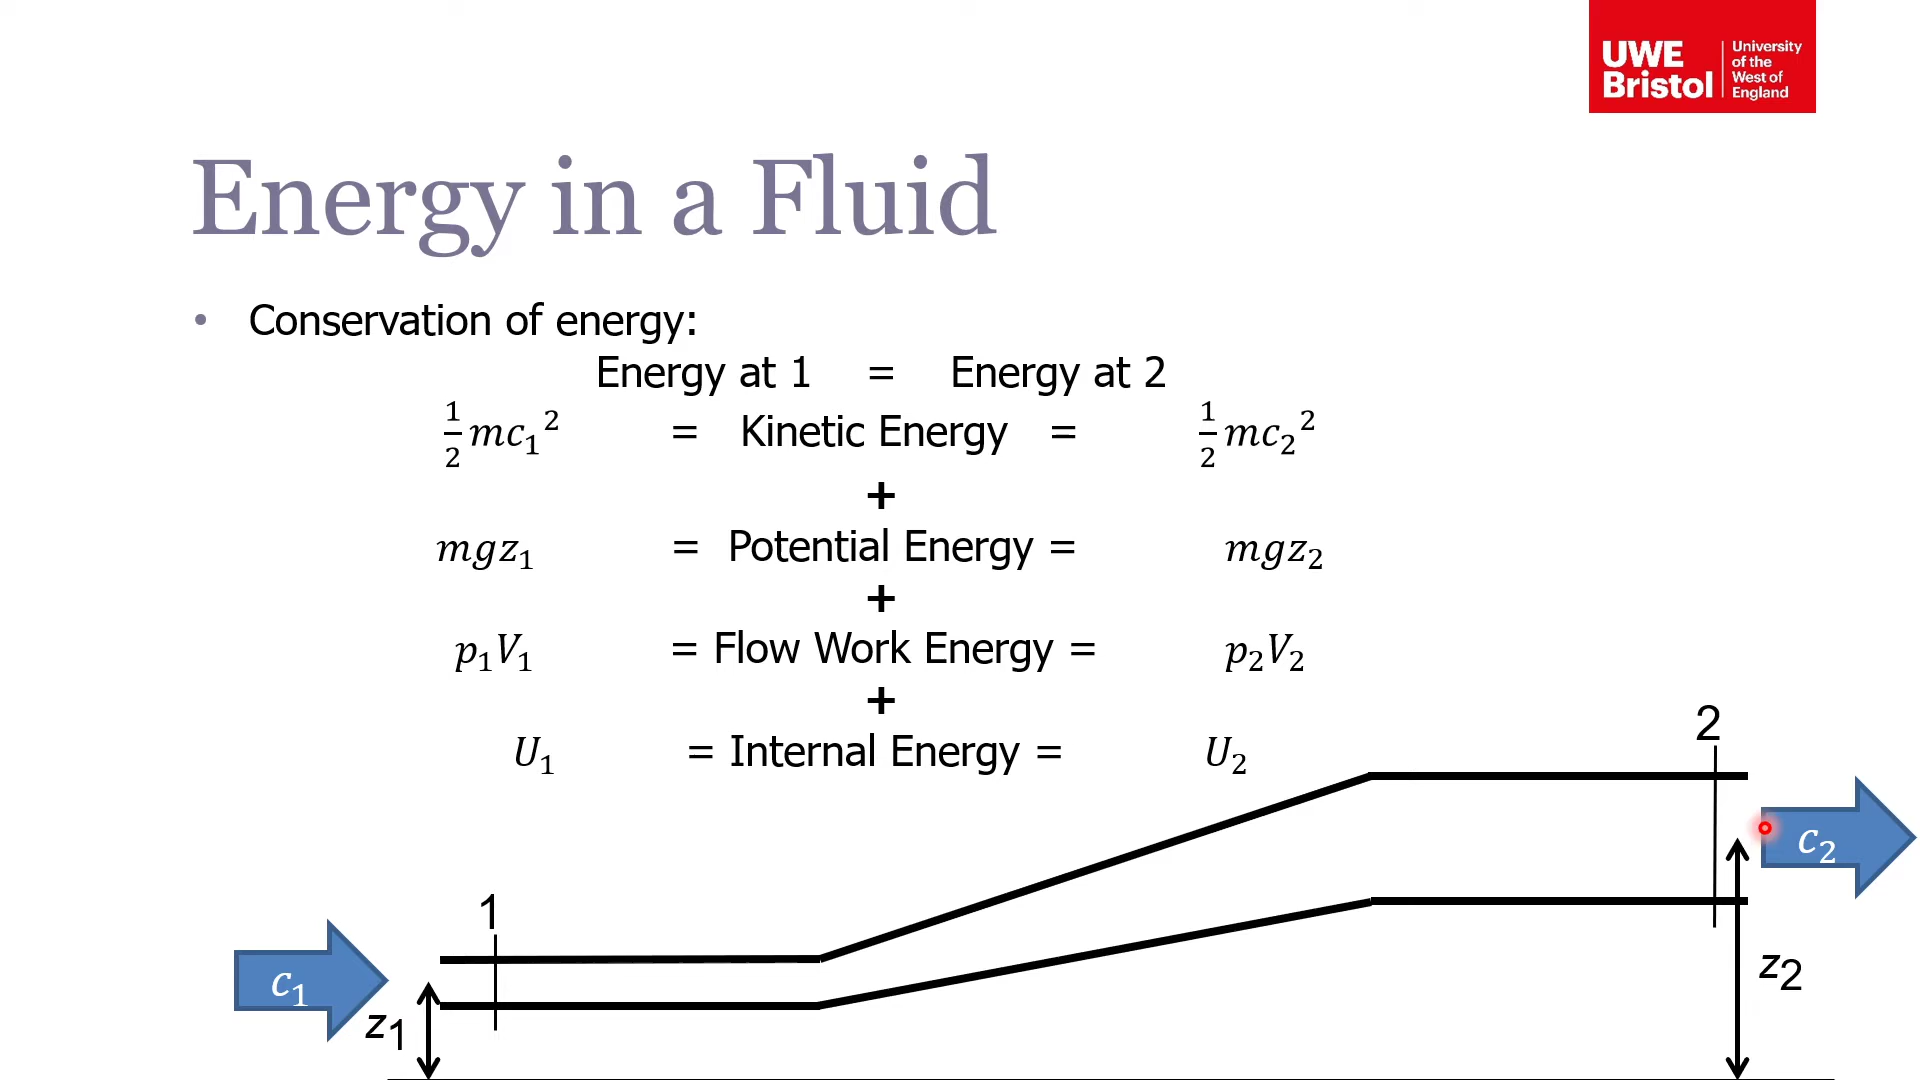 UWE Bristol
University of the West of England
Energy in a Fluid
• Conservation of energy:
Energy at 1 = Energy at 2
½mc₁² = Kinetic Energy = ½mc₂²
+
mgz₁ = Potential Energy = mgz₂
+
p₁V₁ = Flow Work Energy = p₂V₂
+
U₁ = Internal Energy = U₂
2
c₂
1
z₂
c₁
z₁